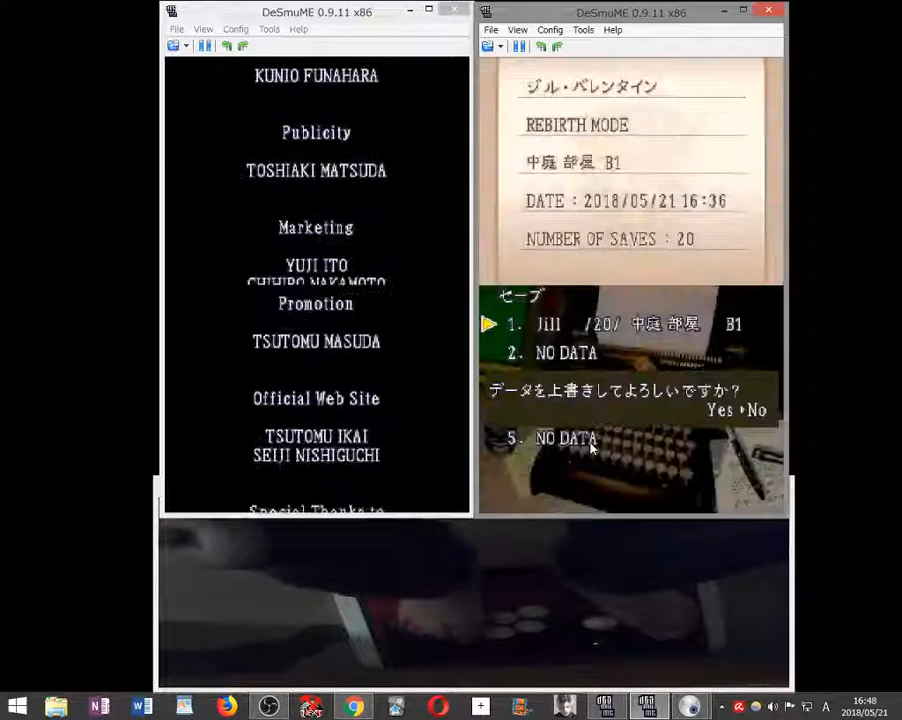 DeSmuME 0.9.11 x86
File View Config Tools Help
KUNIO FUNAHARA
Publicity
TOSHIAKI MATSUDA
Marketing
YUJI ITO
CHIHIRO NAKAMOTO
Promotion
TSUTOMU MASUDA
Official Web Site
TSUTOMU IKAI
SEIJI NISHIGUCHI
Special Thanks to
DeSmuME 0.9.11 x86
File View Config Tools Help
ジル・バレンタイン
REBIRTH MODE
中庭 部屋 B1
DATE : 2018/05/21 16:36
NUMBER OF SAVES : 20
セーブ
1. Jill /20/ 中庭 部屋 B1
2. NO DATA
データを上書きしてよろしいですか?
Yes No
5. NO DATA
A
16:48
2018/05/21